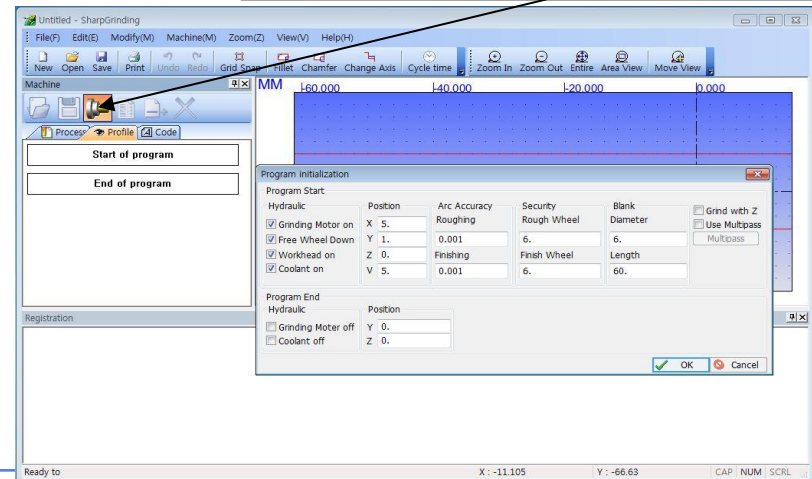 Untitled - SharpGrinding
File(F) Edit(E) Modify(M) Machine(M) Zoom(Z) View(V) Help(H)
New Open Save Print Undo Redo Grid Snap Fillet Chamfer Change Axis Cycle time Zoom In Zoom Out Entire Area View Move View
Machine
MM -60.000 -40.000 -20.000 0.000
Process Profile Code
Start of program
End of program
Program initialization
Program Start
Hydraulic Position Arc Accuracy Security Blank
Grinding Motor on X 5. Roughing Rough Wheel Diameter Grind with Z
Use Multipass
Free Wheel Down Y 1. 0.001 6. 6. Multipass
Workhead on Z 0. Finishing Finish Wheel Length
Coolant on V 5. 0.001 6. 60.
Program End
Hydraulic Position
Grinding Moter off Y 0.
Coolant off Z 0.
OK Cancel
Registration
Ready to X : -11.105 Y : -66.63 CAP NUM SCRL